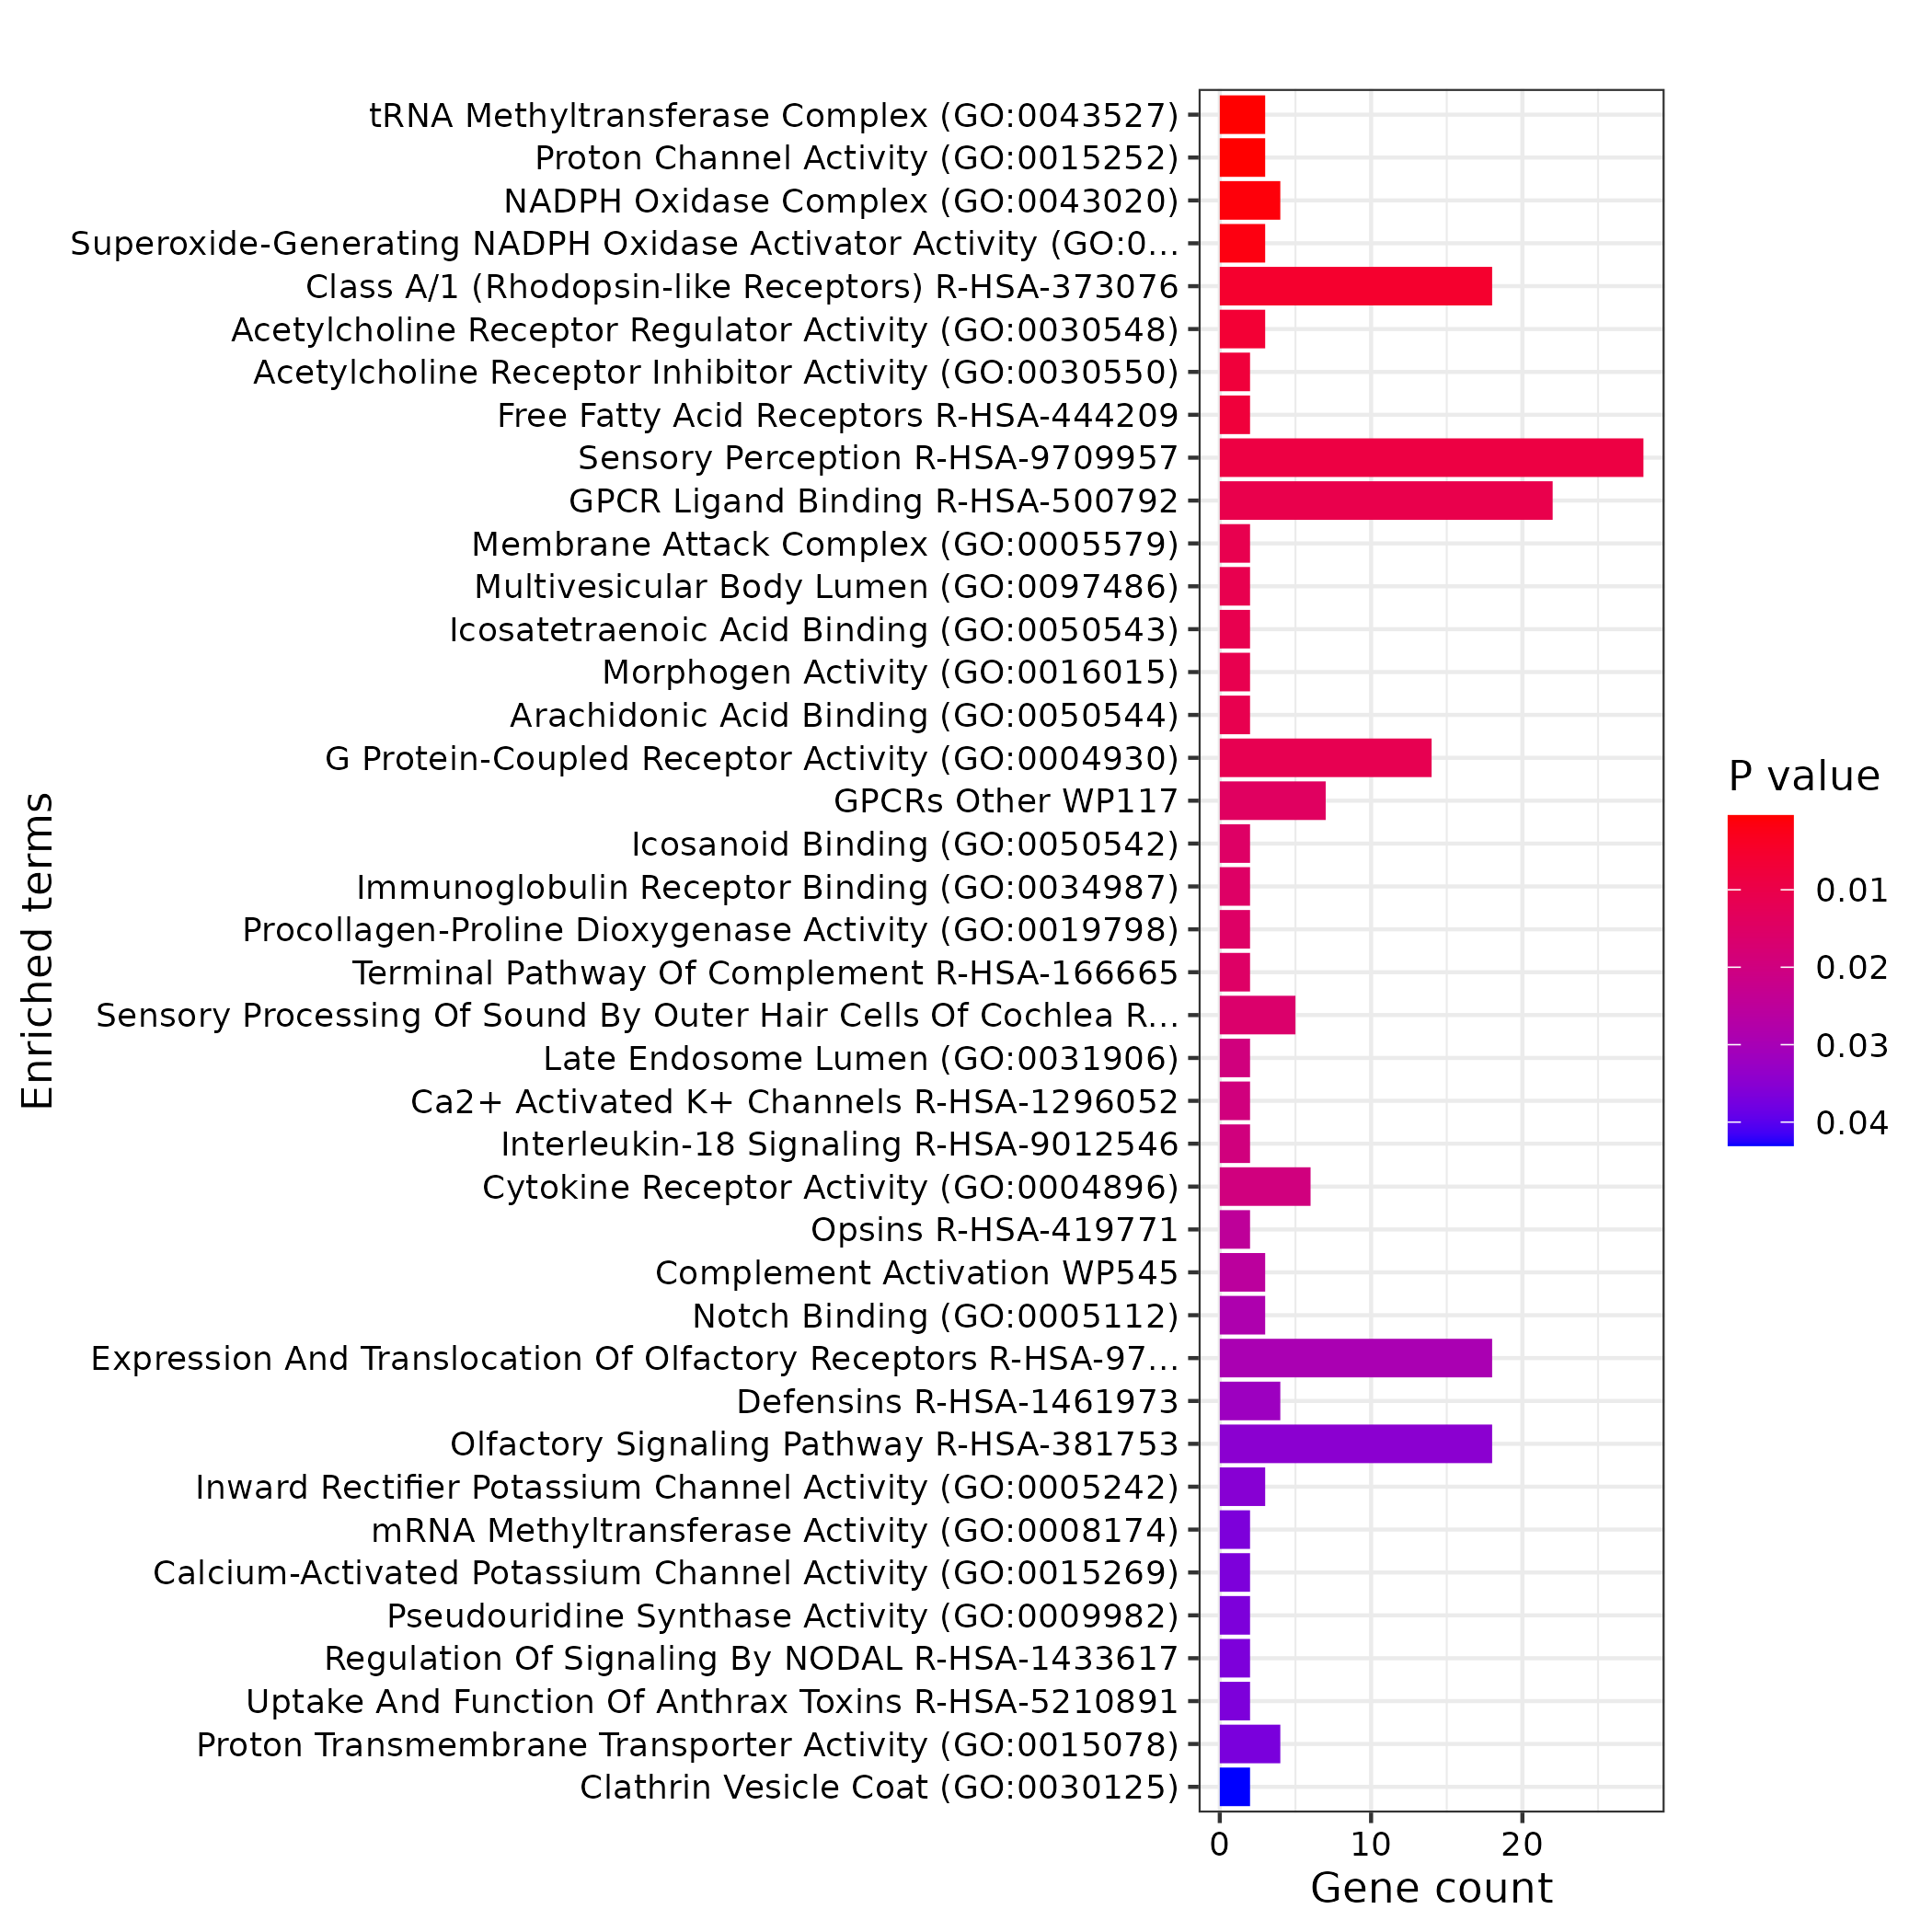 tRNA Methyltransferase Complex (GO:0043527)
Proton Channel Activity (GO:0015252)
NADPH Oxidase Complex (GO:0043020)
Superoxide-Generating NADPH Oxidase Activator Activity (GO:0...
Class A/1 (Rhodopsin-like Receptors) R-HSA-373076
Acetylcholine Receptor Regulator Activity (GO:0030548)
Acetylcholine Receptor Inhibitor Activity (GO:0030550)
Free Fatty Acid Receptors R-HSA-444209
Sensory Perception R-HSA-9709957
GPCR Ligand Binding R-HSA-500792
Membrane Attack Complex (GO:0005579)
Multivesicular Body Lumen (GO:0097486)
Icosatetraenoic Acid Binding (GO:0050543)
Morphogen Activity (GO:0016015)
Arachidonic Acid Binding (GO:0050544)
G Protein-Coupled Receptor Activity (GO:0004930)
GPCRs Other WP117
Icosanoid Binding (GO:0050542)
Immunoglobulin Receptor Binding (GO:0034987)
Procollagen-Proline Dioxygenase Activity (GO:0019798)
Terminal Pathway Of Complement R-HSA-166665
Sensory Processing Of Sound By Outer Hair Cells Of Cochlea R...
Late Endosome Lumen (GO:0031906)
Ca2+ Activated K+ Channels R-HSA-1296052
Interleukin-18 Signaling R-HSA-9012546
Cytokine Receptor Activity (GO:0004896)
Opsins R-HSA-419771
Complement Activation WP545
Notch Binding (GO:0005112)
Expression And Translocation Of Olfactory Receptors R-HSA-97...
Defensins R-HSA-1461973
Olfactory Signaling Pathway R-HSA-381753
Inward Rectifier Potassium Channel Activity (GO:0005242)
mRNA Methyltransferase Activity (GO:0008174)
Calcium-Activated Potassium Channel Activity (GO:0015269)
Pseudouridine Synthase Activity (GO:0009982)
Regulation Of Signaling By NODAL R-HSA-1433617
Uptake And Function Of Anthrax Toxins R-HSA-5210891
Proton Transmembrane Transporter Activity (GO:0015078)
Clathrin Vesicle Coat (GO:0030125)
Enriched terms
0 10 20
Gene count
P value
0.01
0.02
0.03
0.04